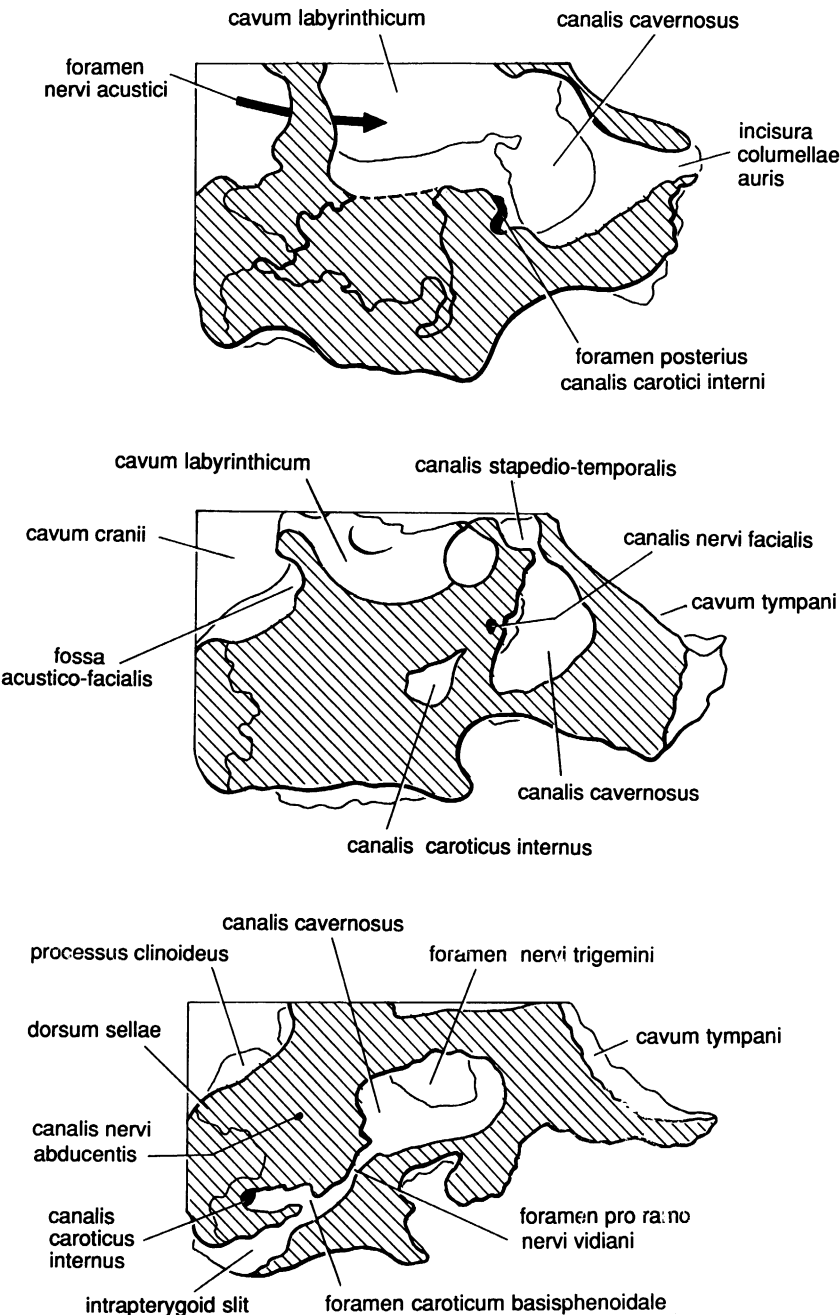 cavum labyrinthicum
canalis cavernosus
foramen
nervi acustici
incisura
columellae
auris
foramen posterius
canalis carotici interni
cavum labyrinthicum
canalis stapedio-temporalis
cavum cranii
canalis nervi facialis
cavum tympani
fossa
acustico-facialis
canalis cavernosus
canalis caroticus internus
canalis cavernosus
processus clinoideus
foramen nervi trigemini
dorsum sellae
cavum tympani
canalis nervi
abducentis
canalis
caroticus
internus
foramen pro ramo
nervi vidiani
intrapterygoid slit
foramen caroticum basisphenoidale